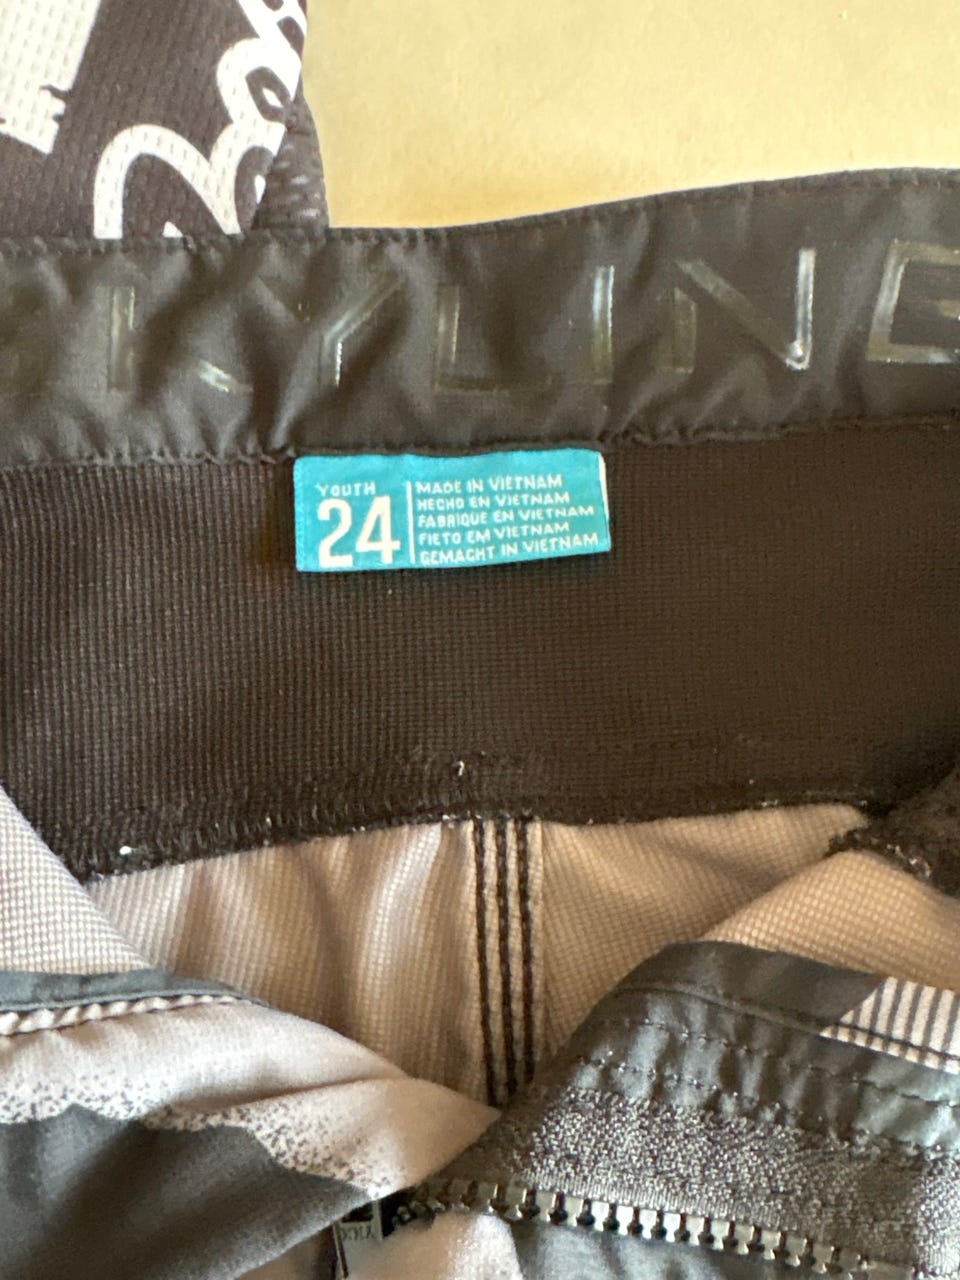 SKYLINE
YOUTH
24
MADE IN VIETNAM
HECHO EN VIETNAM
FABRIQUE EN VIETNAM
FIETO EM VIETNAM
GEMACHT IN VIETNAM